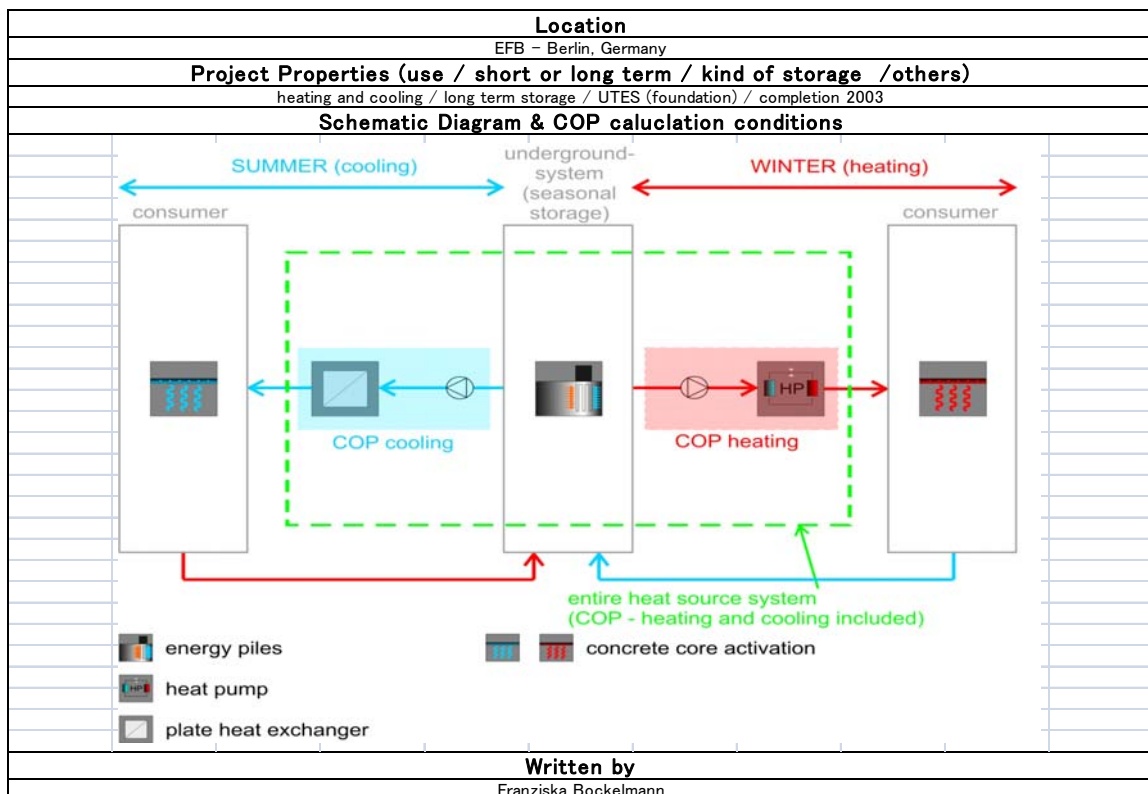 Location
EFB - Berlin, Germany
Project Properties (use / short or long term / kind of storage /others)
heating and cooling / long term storage / UTES (foundation) / completion 2003
Schematic Diagram & COP caluclation conditions
SUMMER (cooling)
underground-
system
(seasonal
storage)
WINTER (heating)
consumer
consumer
HP
COP cooling
COP heating
entire heat source system
(COP - heating and cooling included)
energy piles
concrete core activation
HP
heat pump
plate heat exchanger
Written by
Franziska Bockelmann